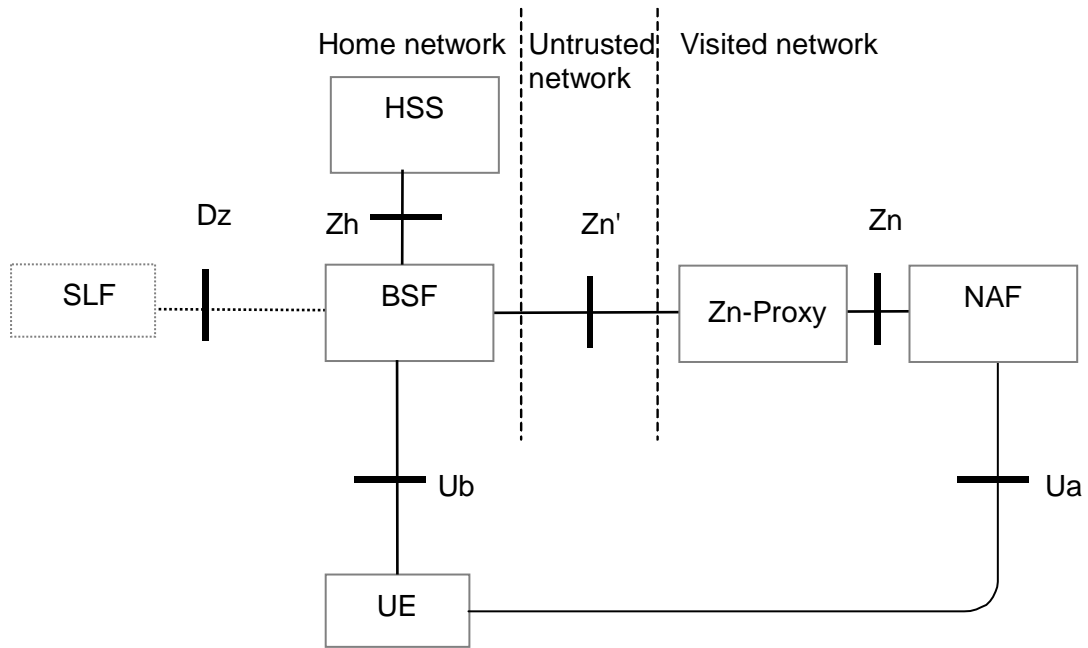 Home network
Untrusted
network
Visited network
HSS
Dz
Zh
Zn'
Zn
SLF
BSF
Zn-Proxy
NAF
Ub
Ua
UE